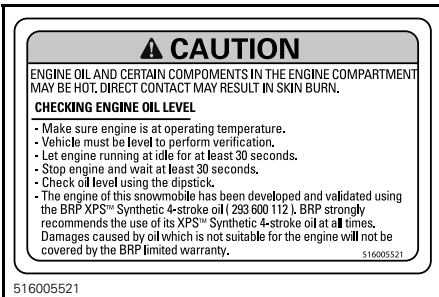 ⚠ CAUTION
ENGINE OIL AND CERTAIN COMPOMENTS IN THE ENGINE COMPARTMENT
MAY BE HOT. DIRECT CONTACT MAY RESULT IN SKIN BURN.
CHECKING ENGINE OIL LEVEL
- Make sure engine is at operating temperature.
- Vehicle must be level to perform verification.
- Let engine running at idle for at least 30 seconds.
- Stop engine and wait at least 30 seconds.
- Check oil level using the dipstick.
- The engine of this snowmobile has been developed and validated using
the BRP XPS™ Synthetic 4-stroke oil ( 293 600 112 ). BRP strongly
recommends the use of its XPS™ Synthetic 4-stroke oil at all times.
Damages caused by oil which is not suitable for the engine will not be
covered by the BRP limited warranty.
516005521
516005521